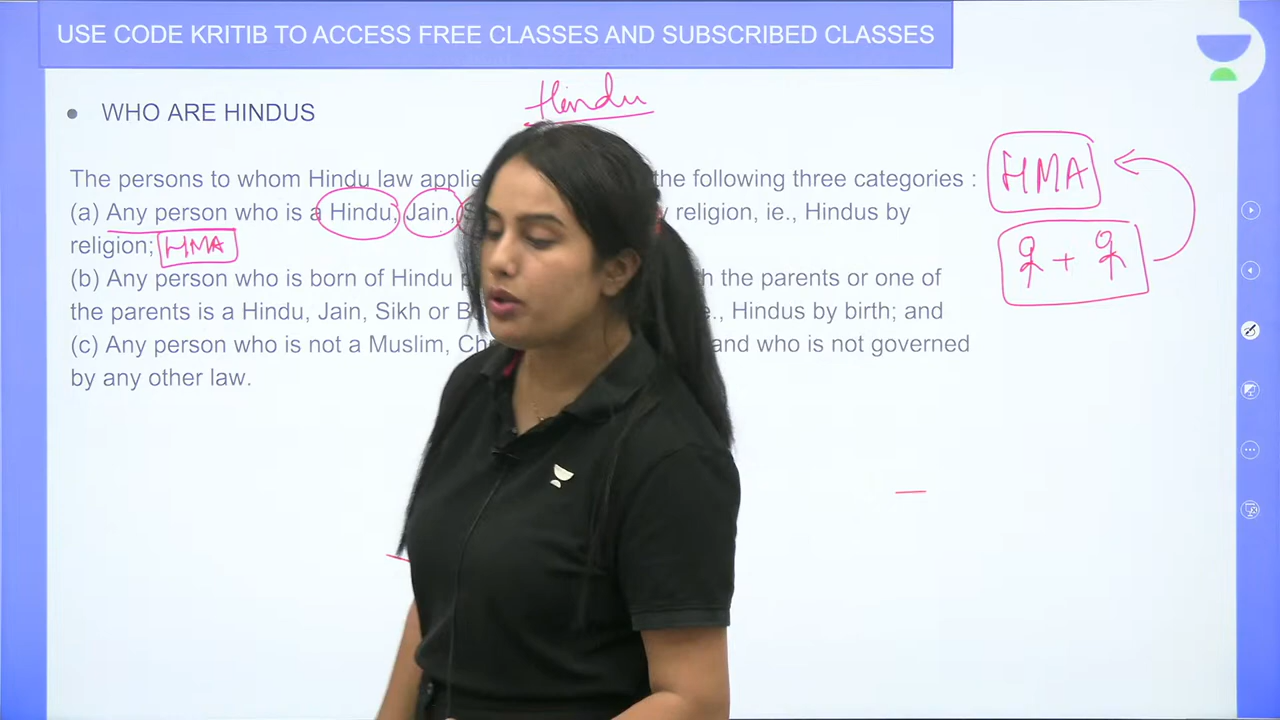 USE CODE KRITIB TO ACCESS FREE CLASSES AND SUBSCRIBED CLASSES
Hindu
• WHO ARE HINDUS
The persons to whom Hindu law applie the following three categories :
(a) Any person who is a Hindu, Jain, religion, ie., Hindus by
religion; HMA
(b) Any person who is born of Hindu the parents or one of
the parents is a Hindu, Jain, Sikh or Hindus by birth; and
(c) Any person who is not a Muslim, and who is not governed
by any other law.
HMA
+